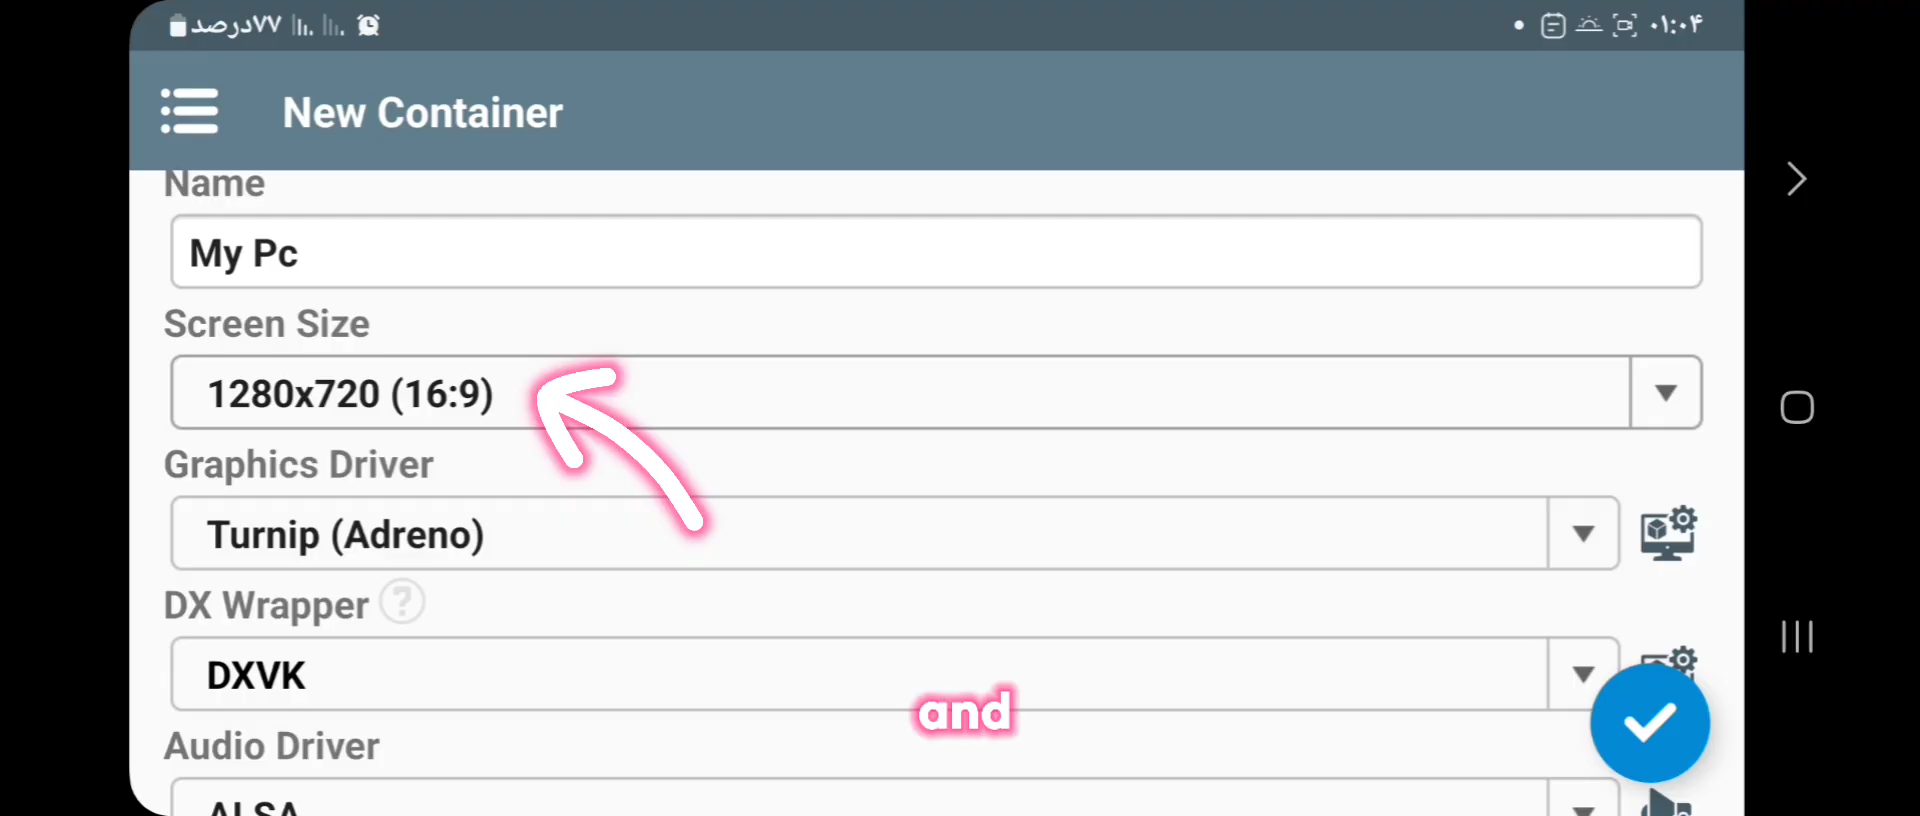 ۷۷درصد
۰۱:۰۴
New Container
Name
My Pc
Screen Size
1280x720 (16:9)
Graphics Driver
Turnip (Adreno)
DX Wrapper ?
DXVK
and
Audio Driver
ALSA